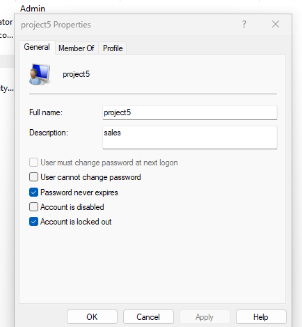 Admin
project5 Properties ? ×
ator
co...
ety...
General Member Of Profile
project5
Full name: project5
Description: sales
User must change password at next logon
User cannot change password
Password never expires
Account is disabled
Account is locked out
OK Cancel Apply Help